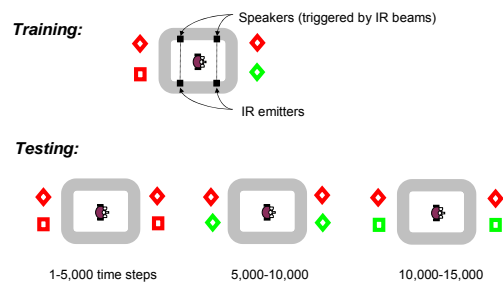 Training:
Speakers (triggered by IR beams)
IR emitters
Testing:
1-5,000 time steps
5,000-10,000
10,000-15,000